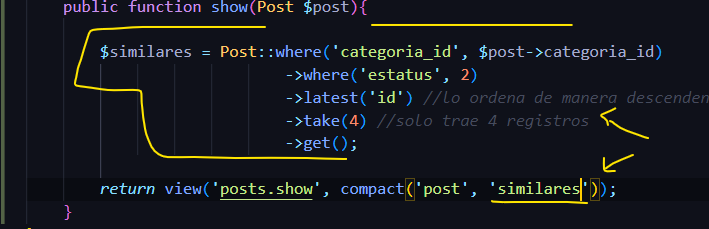 public function show(Post $post){
$similares = Post::where('categoria_id', $post->categoria_id)
->where('estatus', 2)
->latest('id') //lo ordena de manera descenden
->take(4) //solo trae 4 registros
->get();
return view('posts.show', compact('post', 'similares'));
}